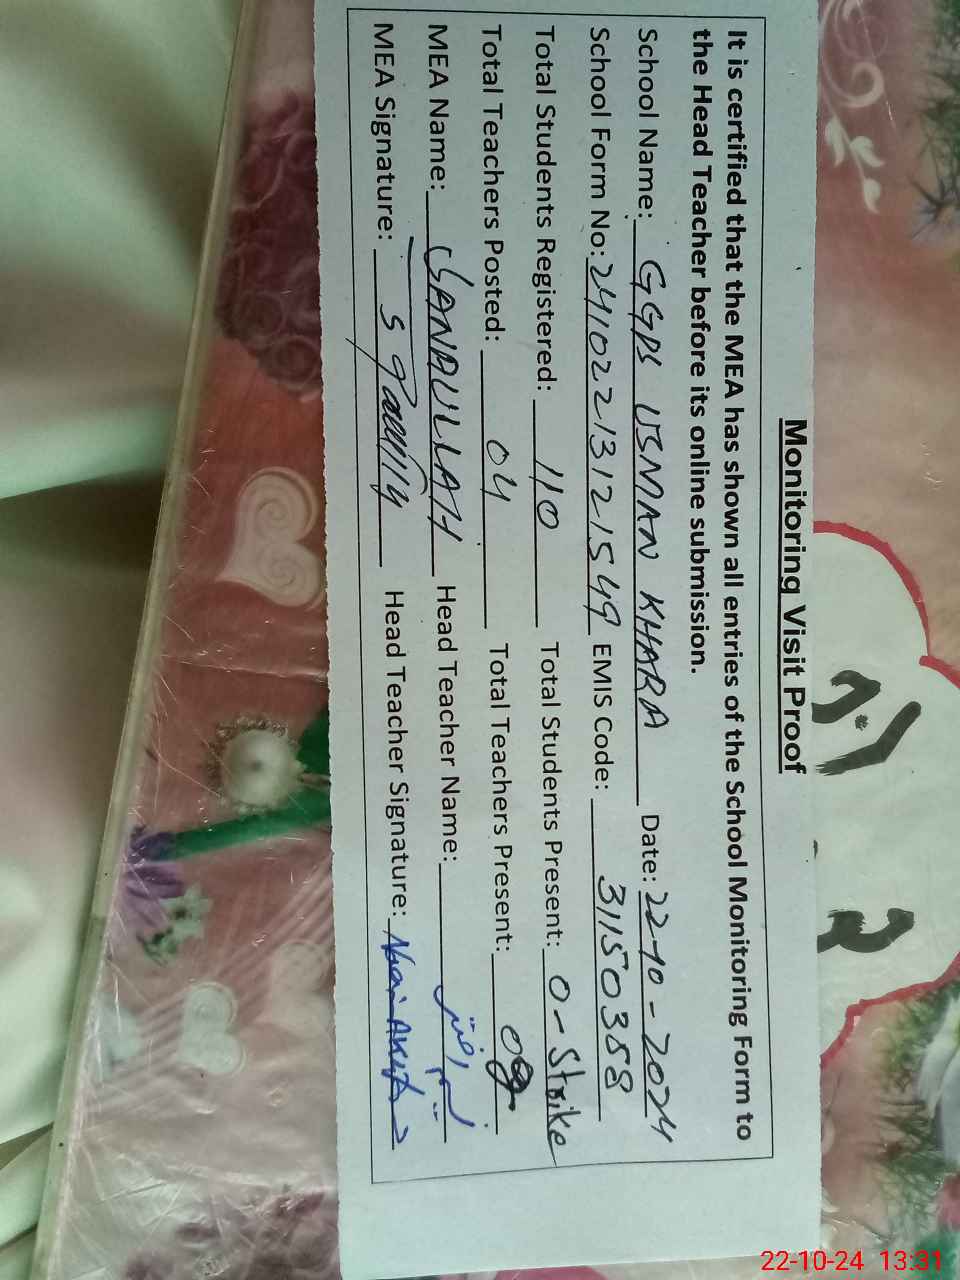 Monitoring Visit Proof
It is certified that the MEA has shown all entries of the School Monitoring Form to
the Head Teacher before its online submission.
School Name: GGPS USMAN KHARA Date: 22-10-2024
School Form No: 24102213121549 EMIS Code: 31150388
Total Students Registered: 110 Total Students Present: 0-Strike
Total Teachers Posted: 04 Total Teachers Present:
MEA Name: SANAULLAH Head Teacher Name:
MEA Signature: Head Teacher Signature:
22-10-24 13:31